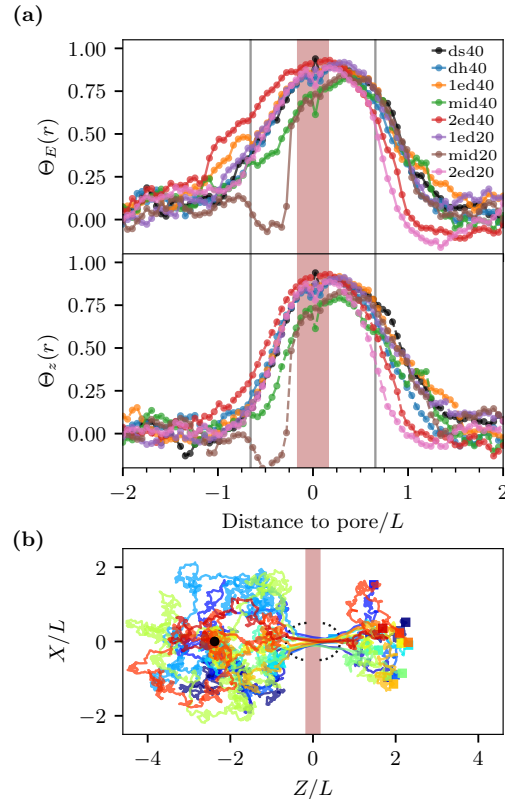 (a)
1.00
0.75
0.50
0.25
0.00
Θ_E(r)
ds40
dh40
1ed40
mid40
2ed40
1ed20
mid20
2ed20
1.00
0.75
0.50
0.25
0.00
Θ_z(r)
−2 −1 0 1 2
Distance to pore/L
(b)
2
0
−2
X/L
−4 −2 0 2 4
Z/L